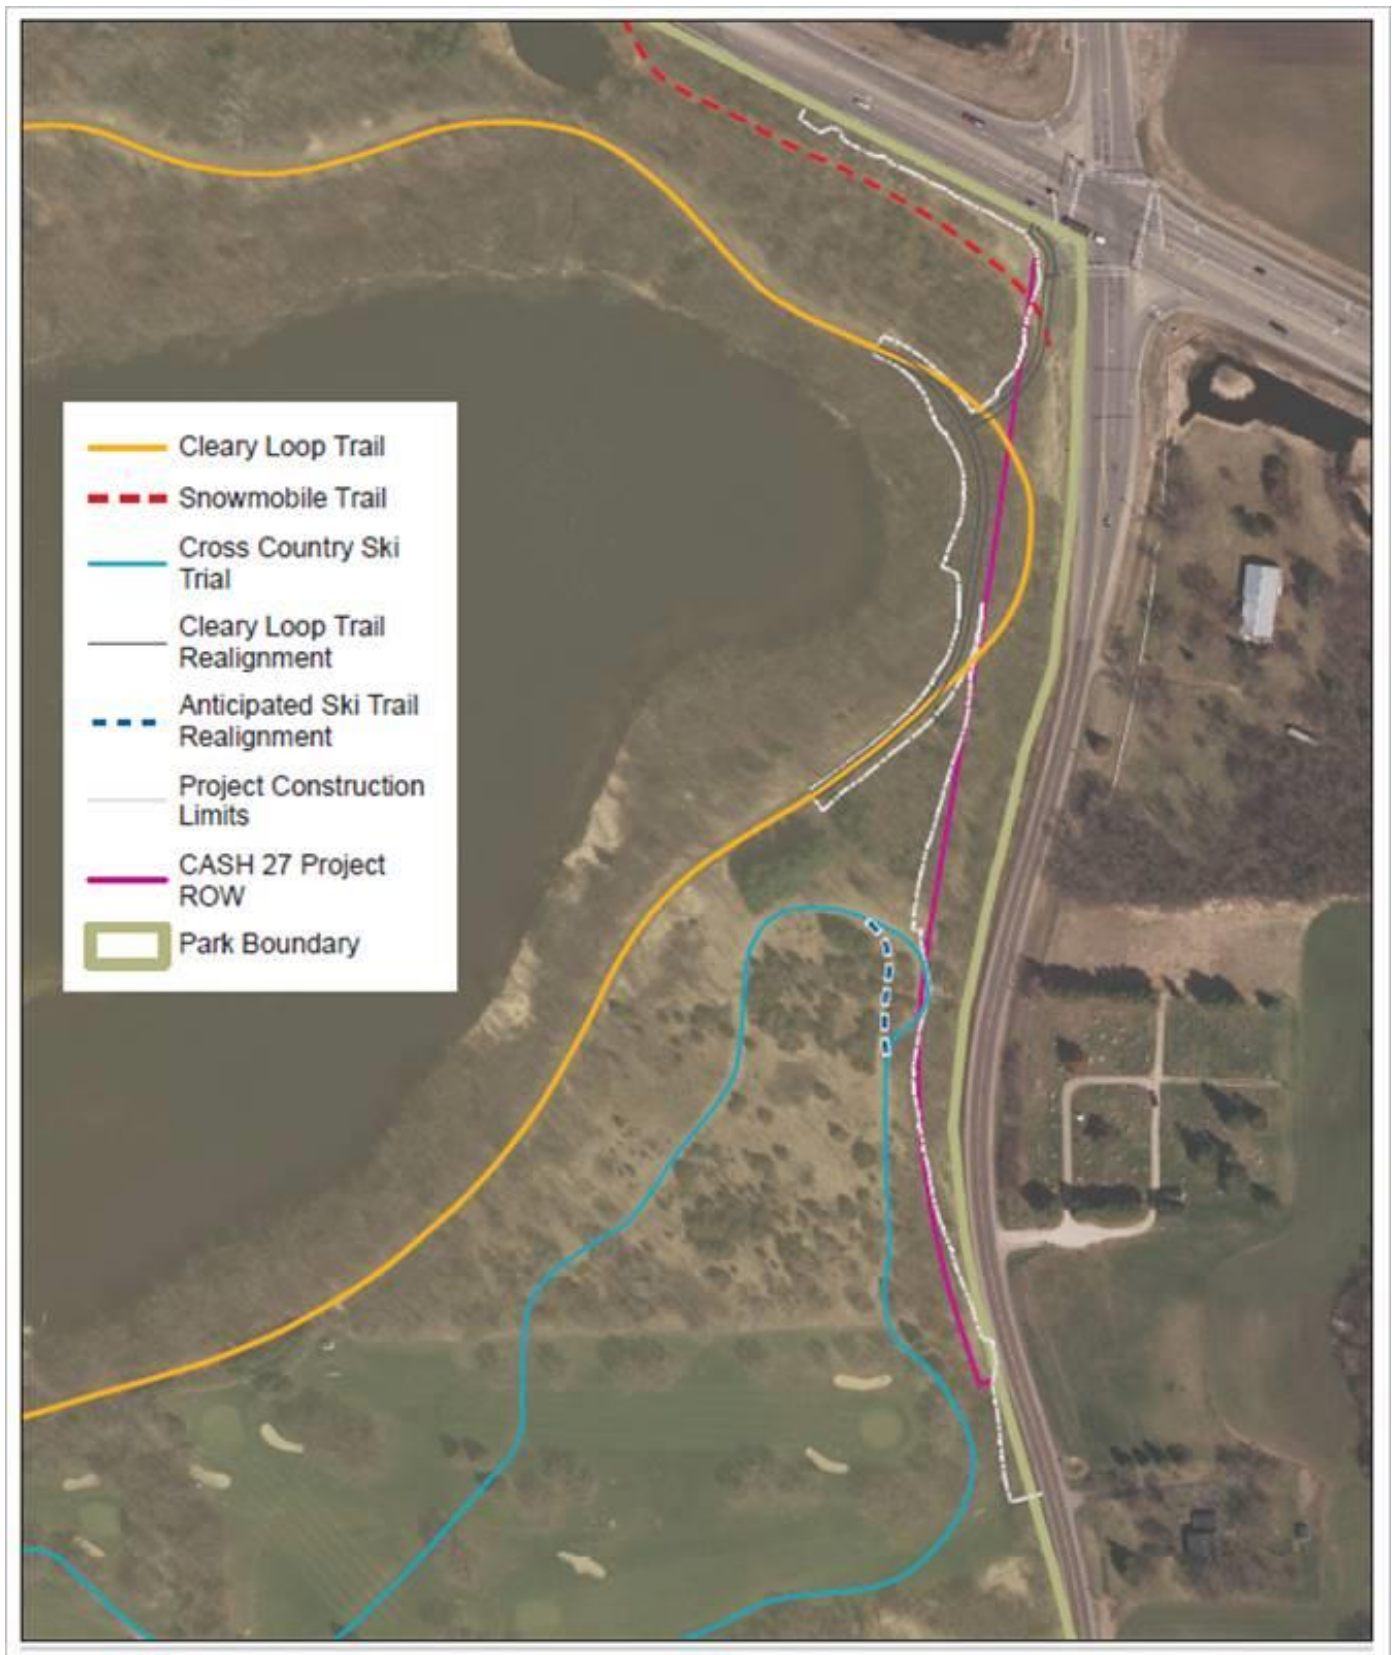 Cleary Loop Trail
Snowmobile Trail
Cross Country Ski
Trial
Cleary Loop Trail
Realignment
Anticipated Ski Trail
Realignment
Project Construction
Limits
CASH 27 Project
ROW
Park Boundary